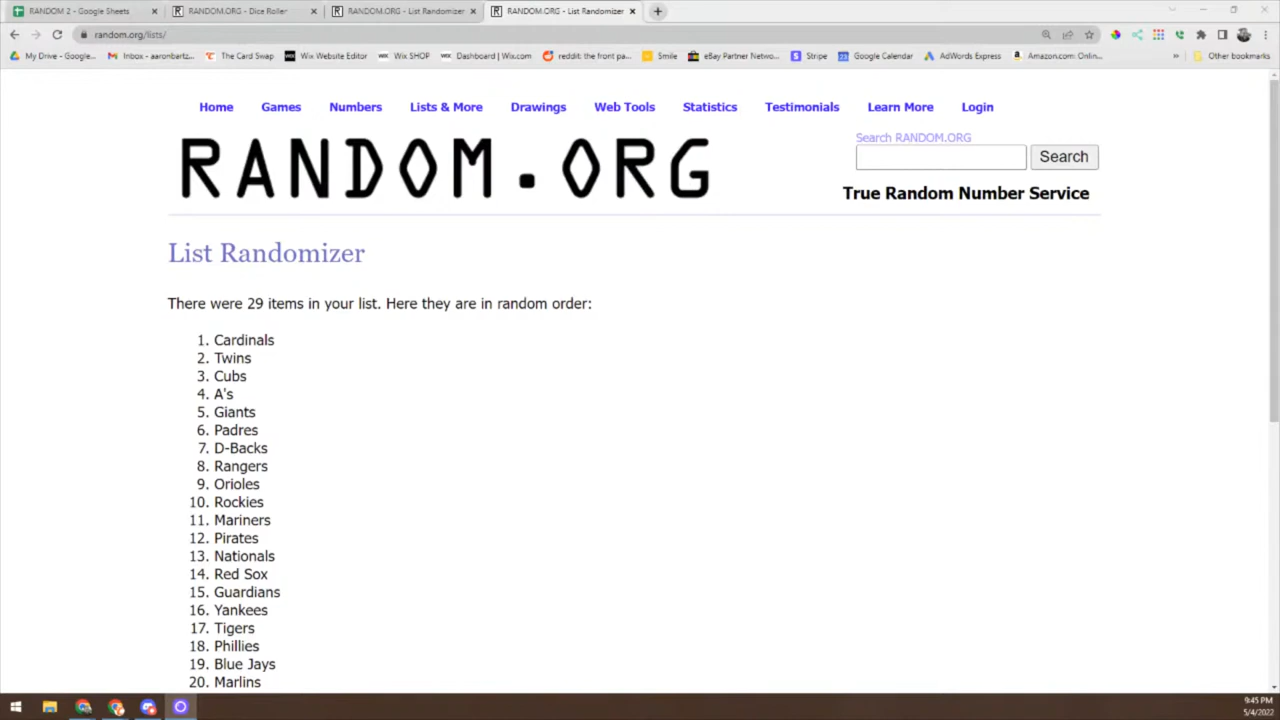 RANDOM 2 - Google Sheets
RANDOM.ORG - Dice Roller
RANDOM.ORG - List Randomizer
RANDOM.ORG - List Randomizer
random.org/lists/
My Drive - Google...
Inbox - aaronbartz...
The Card Swap
Wix Website Editor
Wix SHOP
Dashboard | Wix.com
reddit: the front pa...
Smile
eBay Partner Netwo...
Stripe
Google Calendar
AdWords Express
Amazon.com: Onlin...
»
Other bookmarks
Home
Games
Numbers
Lists & More
Drawings
Web Tools
Statistics
Testimonials
Learn More
Login
RANDOM.ORG
Search RANDOM.ORG
Search
True Random Number Service
List Randomizer
There were 29 items in your list. Here they are in random order:
1. Cardinals
2. Twins
3. Cubs
4. A's
5. Giants
6. Padres
7. D-Backs
8. Rangers
9. Orioles
10. Rockies
11. Mariners
12. Pirates
13. Nationals
14. Red Sox
15. Guardians
16. Yankees
17. Tigers
18. Phillies
19. Blue Jays
20. Marlins
9:45 PM
5/4/2022